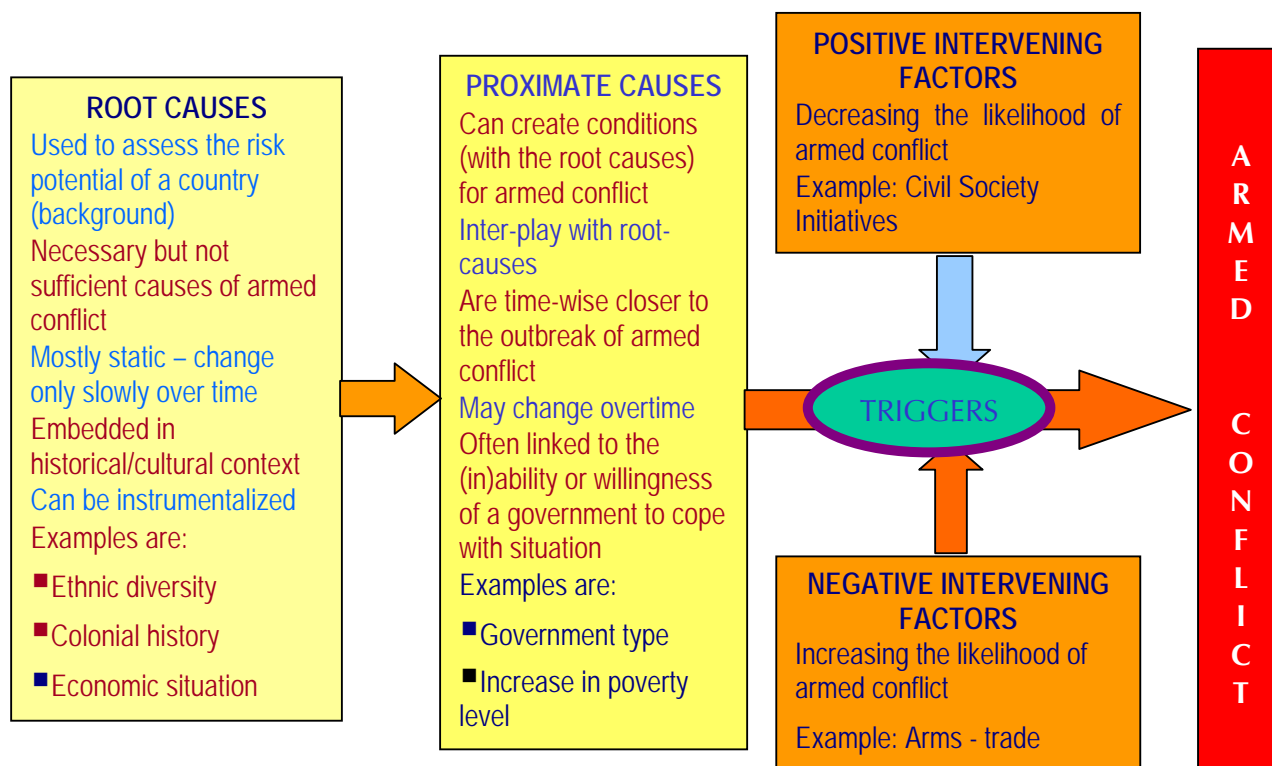 ROOT CAUSES
Used to assess the risk
potential of a country
(background)
Necessary but not
sufficient causes of armed
conflict
Mostly static – change
only slowly over time
Embedded in
historical/cultural context
Can be instrumentalized
Examples are:
■Ethnic diversity
■Colonial history
■Economic situation
PROXIMATE CAUSES
Can create conditions
(with the root causes)
for armed conflict
Inter-play with root-
causes
Are time-wise closer to
the outbreak of armed
conflict
May change overtime
Often linked to the
(in)ability or willingness
of a government to cope
with situation
Examples are:
■Government type
■Increase in poverty
level
POSITIVE INTERVENING
FACTORS
Decreasing the likelihood of
armed conflict
Example: Civil Society
Initiatives
TRIGGERS
NEGATIVE INTERVENING
FACTORS
Increasing the likelihood of
armed conflict
Example: Arms - trade
A
R
M
E
D
C
O
N
F
L
I
C
T